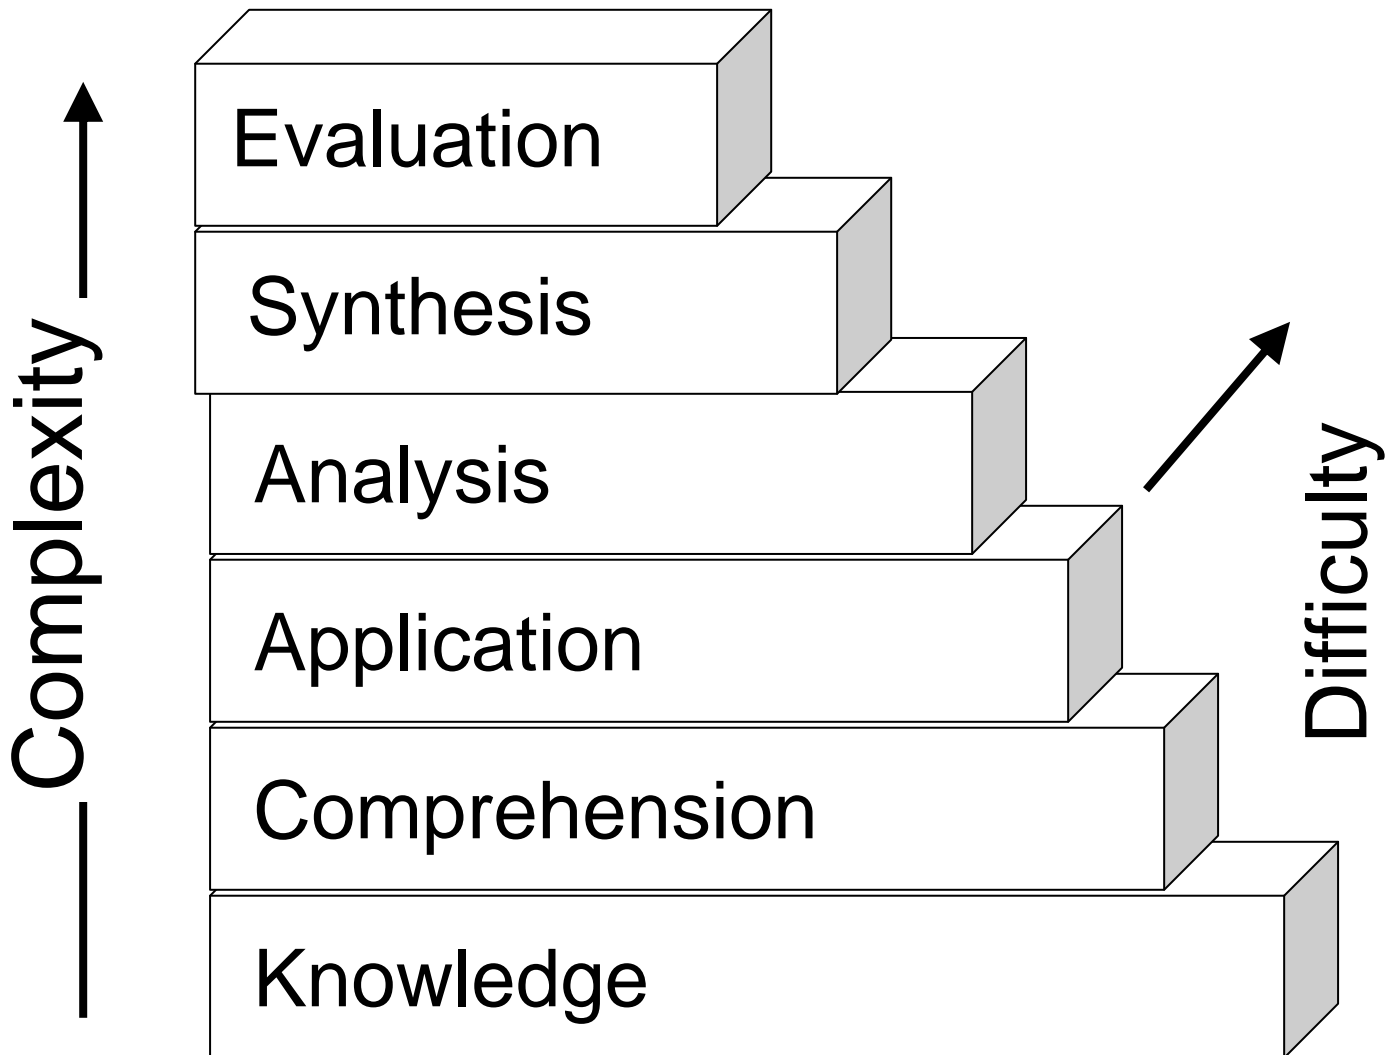 Complexity
Evaluation
Synthesis
Analysis
Application
Comprehension
Knowledge
Difficulty